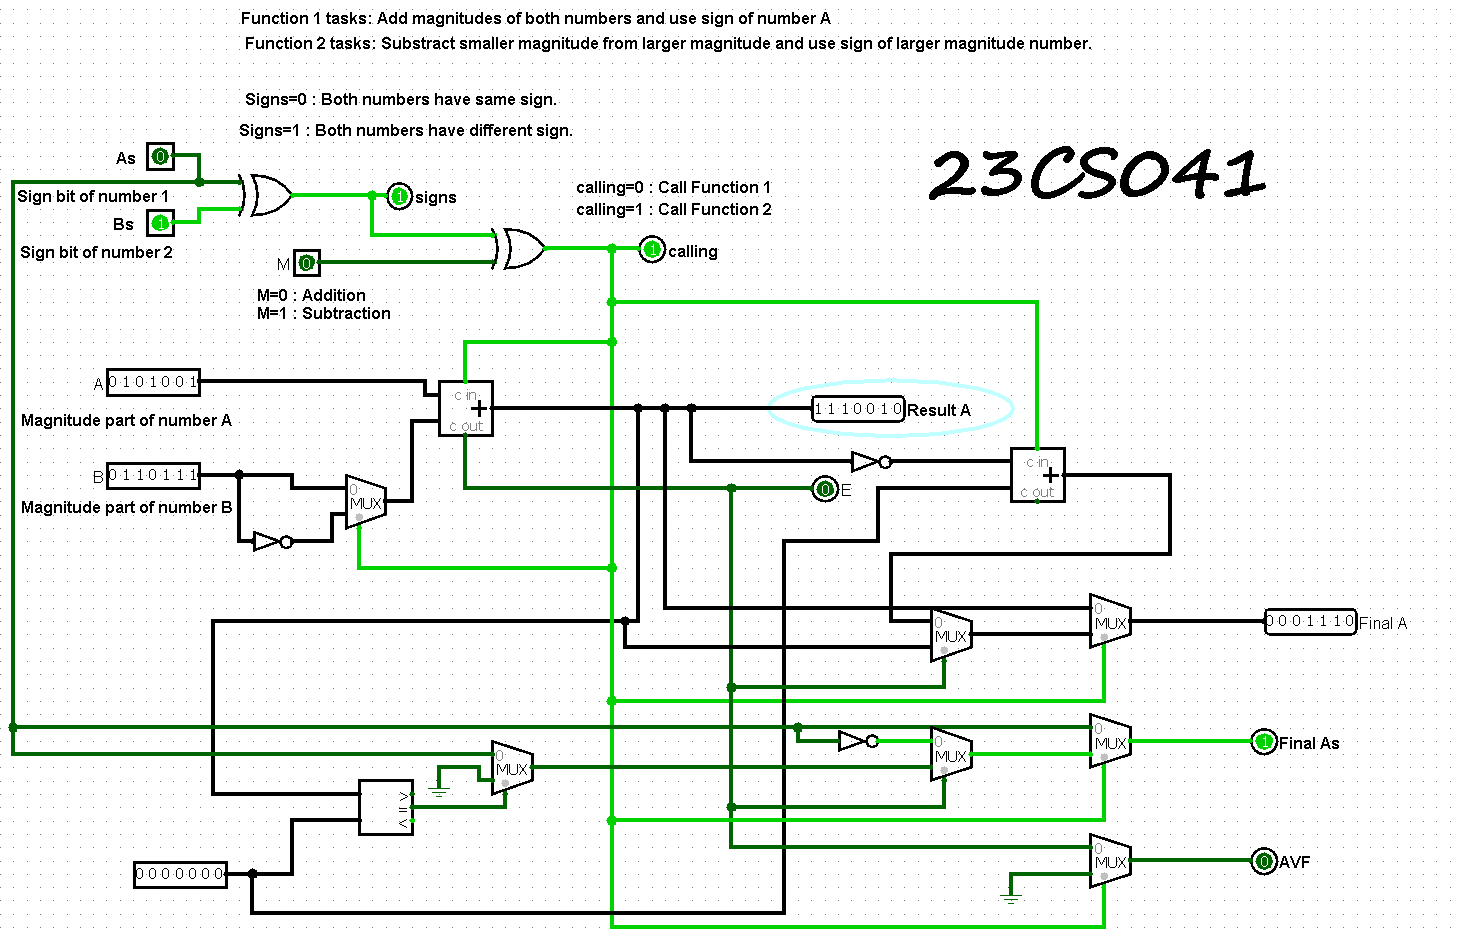 Function 1 tasks: Add magnitudes of both numbers and use sign of number A
Function 2 tasks: Substract smaller magnitude from larger magnitude and use sign of larger magnitude number.
Signs=0 : Both numbers have same sign.
Signs=1 : Both numbers have different sign.
23CS041
As 0
Sign bit of number 1
1 signs
calling=0 : Call Function 1
calling=1 : Call Function 2
Bs 1
Sign bit of number 2
M 0
1 calling
M=0 : Addition
M=1 : Subtraction
A 0101001
c in
+
c out
1110010 Result A
Magnitude part of number A
B 0110111
0
MUX
0 E
c in
+
c out
Magnitude part of number B
0
MUX
0
MUX
0001110 Final A
0
MUX
0
MUX
0
MUX
1 Final As
>
=
<
0000000
0
MUX
0 AVF